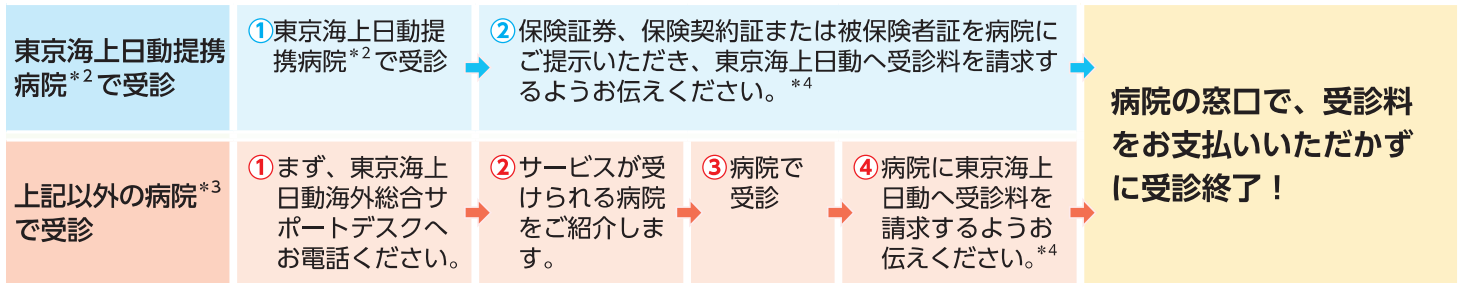 東京海上日動提携
病院*2で受診
①東京海上日動提
携病院*2で受診
②保険証券、保険契約証または被保険者証を病院に
ご提示いただき、東京海上日動へ受診料を請求す
るようお伝えください。*4
上記以外の病院*3
で受診
①まず、東京海上
日動海外総合サ
ポートデスクへ
お電話ください。
②サービスが受
けられる病院
をご紹介しま
す。
③病院で
受診
④病院に東京海上
日動へ受診料を
請求するようお
伝えください。*4
病院の窓口で、受診料
をお支払いいただかず
に受診終了！